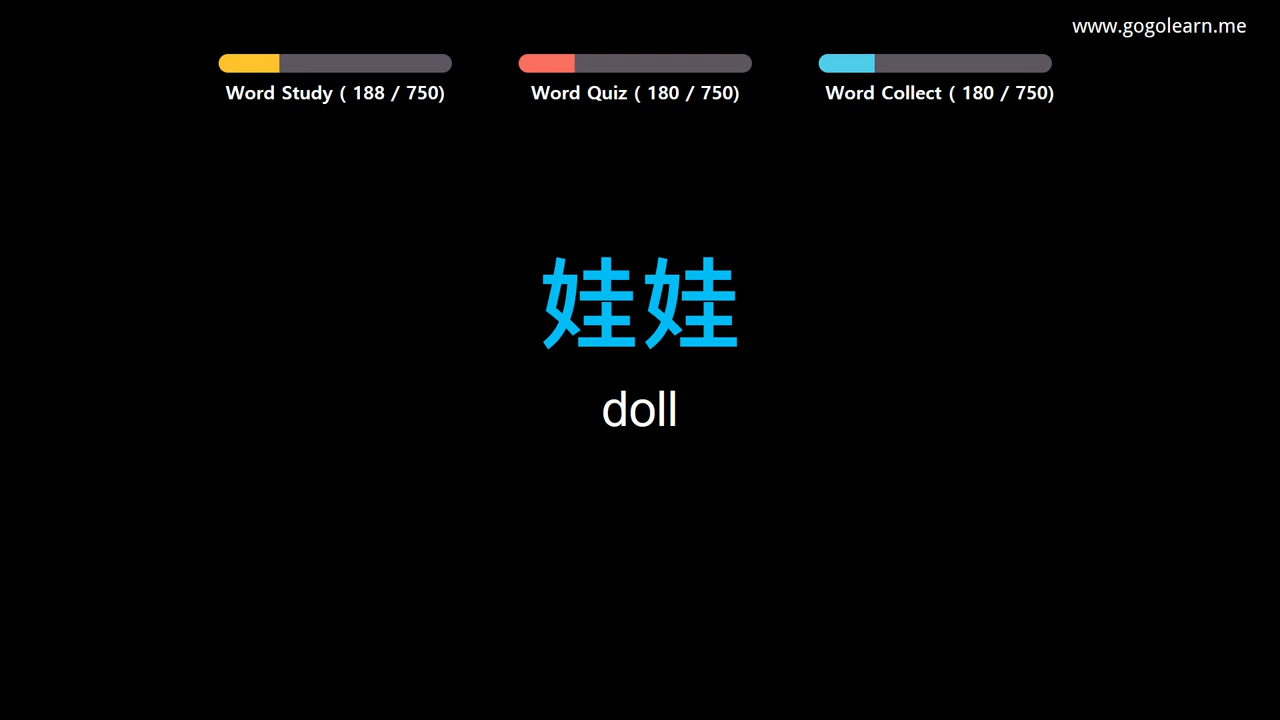 www.gogolearn.me
Word Study ( 188 / 750)
Word Quiz ( 180 / 750)
Word Collect ( 180 / 750)
娃娃
doll